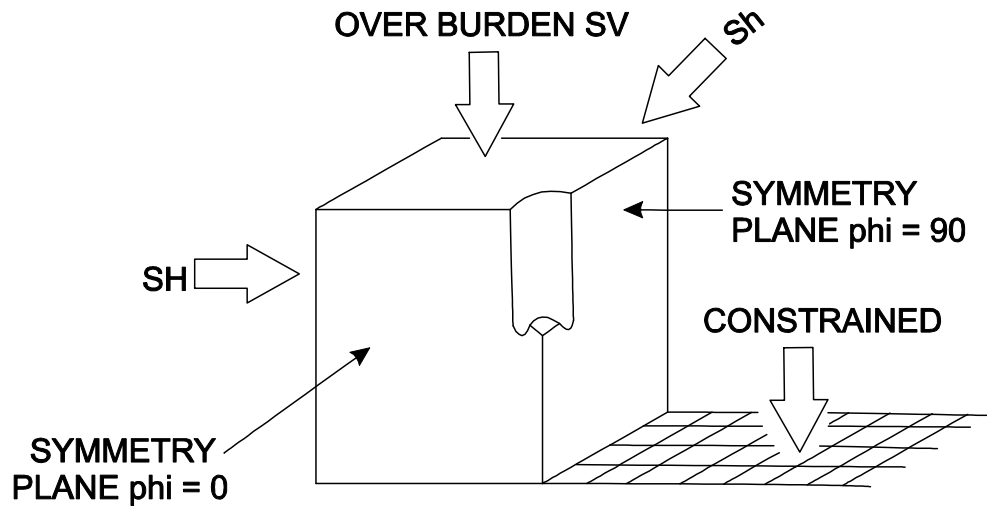 OVER BURDEN SV
Sh
SYMMETRY
PLANE phi = 90
SH
CONSTRAINED
SYMMETRY
PLANE phi = 0